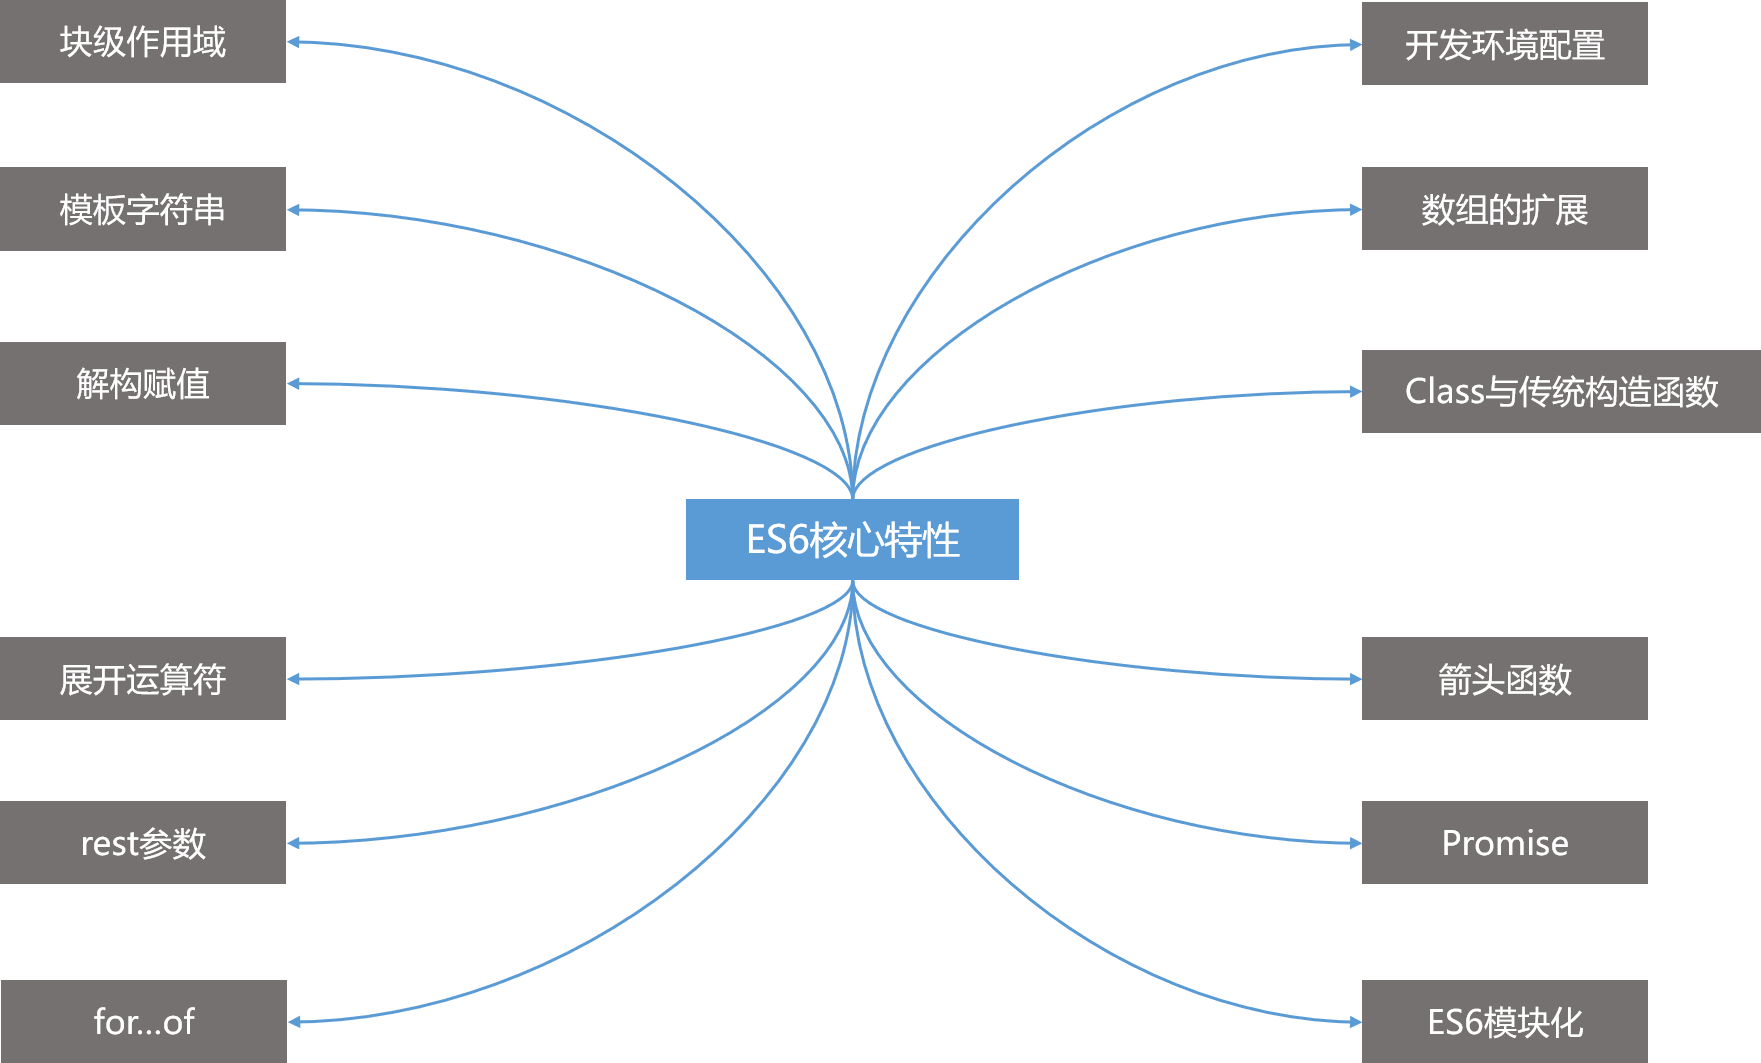 块级作用域
开发环境配置
模板字符串
数组的扩展
解构赋值
Class与传统构造函数
ES6核心特性
展开运算符
箭头函数
rest参数
Promise
for...of
ES6模块化